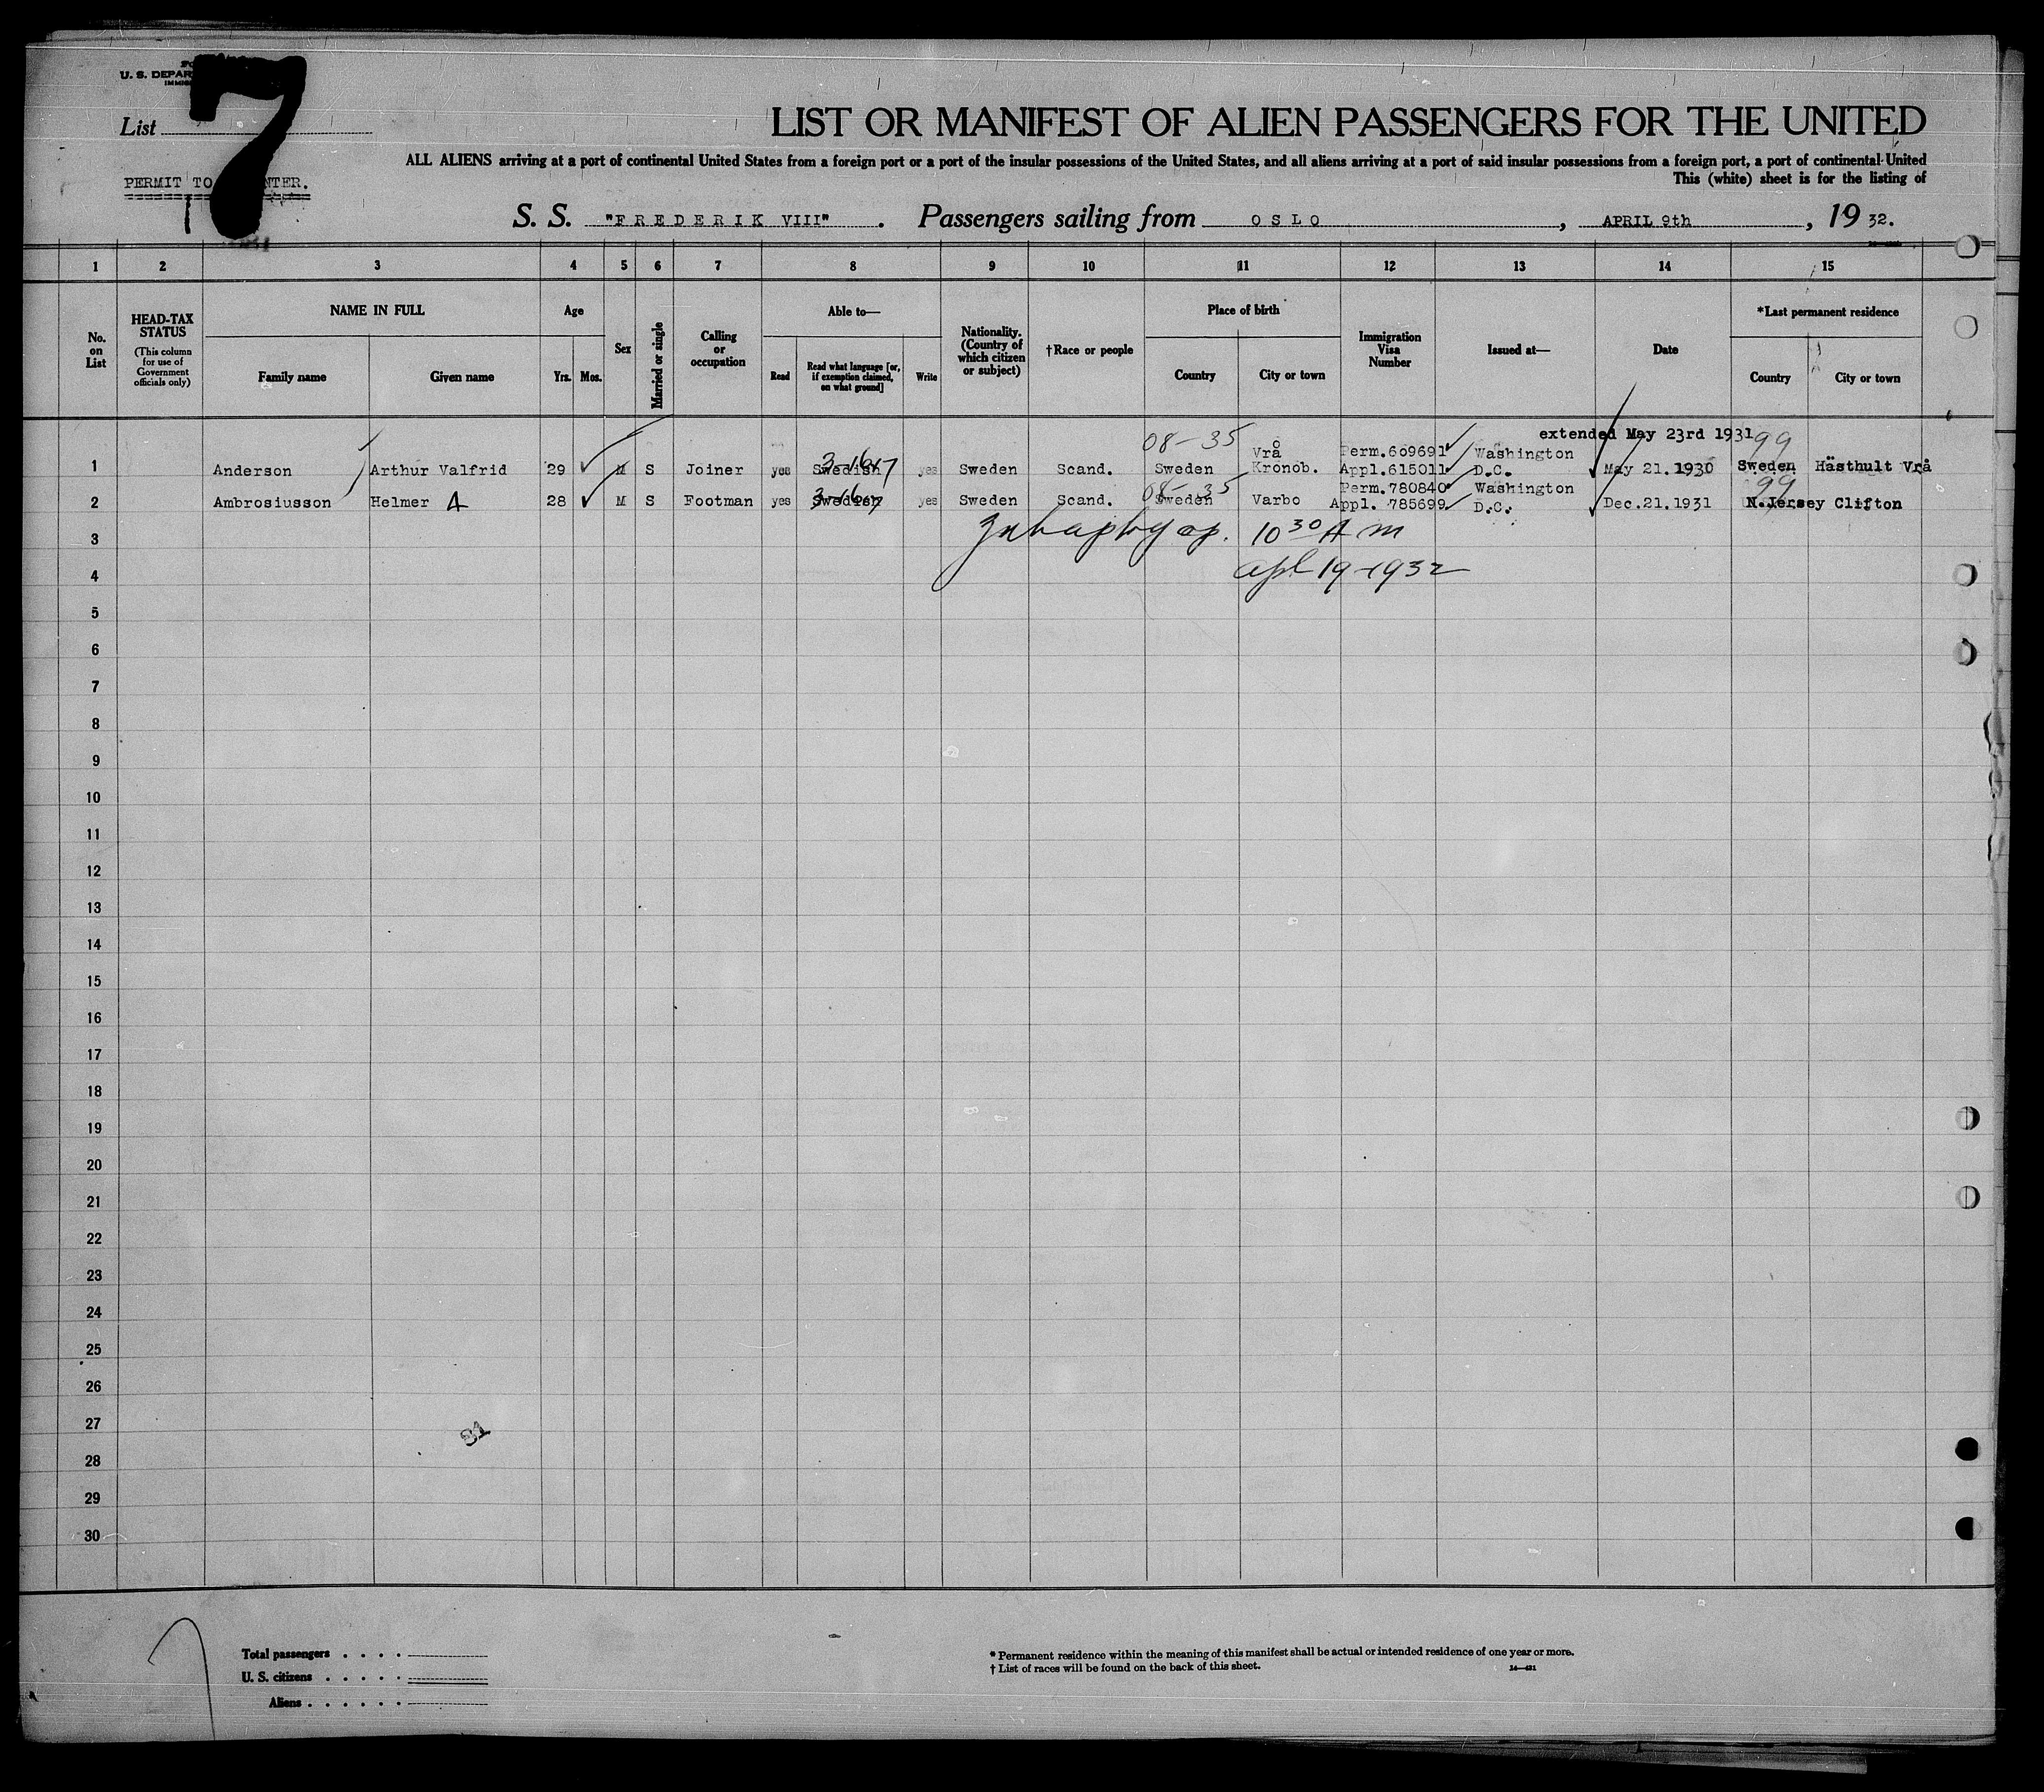 U. S. DEPAR
7
List
LIST OR MANIFEST OF ALIEN PASSENGERS FOR THE UNITED
ALL ALIENS arriving at a port of continental United States from a foreign port or a port of the insular possessions of the United States, and all aliens arriving at a port of said insular possessions from a foreign port, a port of continental United
This (white) sheet is for the listing of
PERMIT TO NTER.
S. S. "FREDERIK VIII". Passengers sailing from OSLO, APRIL 9th, 19 32.
1 2 3 4 5 6 7 8 9 10 11 12 13 14 15
No. on List
HEAD-TAX STATUS
(This column for use of Government officials only)
NAME IN FULL
Family name
Given name
Age
Yrs.
Mos.
Sex
Married or single
Calling or occupation
Able to—
Read
Read what language [or, if exemption claimed, on what ground]
Write
Nationality. (Country of which citizen or subject)
†Race or people
Place of birth
Country
City or town
Immigration Visa Number
Issued at—
Date
*Last permanent residence
Country
City or town
08-35 extended May 23rd 1931 99
Vrå Perm.609691 Washington
1 Anderson Arthur Valfrid 29 M S Joiner yes Swedish yes Sweden Scand. Sweden Kronob. Appl.615011 D.C. May 21.1930 Sweden Hästhult Vrå
08-35 Perm.780840 Washington 99
2 Ambrosiusson Helmer A 28 M S Footman yes Swedish yes Sweden Scand. Sweden Varbo Appl. 785699 D.C. Dec.21.1931 N.Jersey Clifton
3 10 30 A m
4 apl 19-1932
5
6
7
8
9
10
11
12
13
14
15
16
17
18
19
20
21
22
23
24
25
26
27
28
29
30
Total passengers
U. S. citizens
Aliens
* Permanent residence within the meaning of this manifest shall be actual or intended residence of one year or more.
† List of races will be found on the back of this sheet.